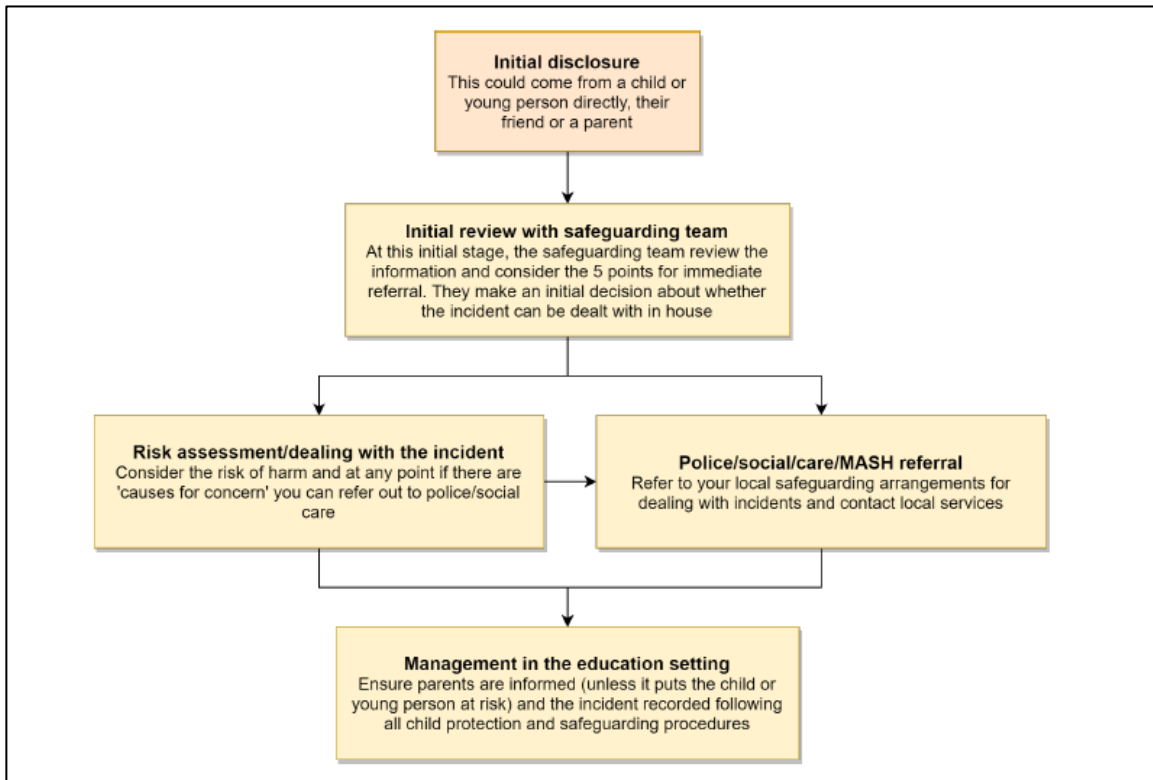 Initial disclosure
This could come from a child or
young person directly, their
friend or a parent
Initial review with safeguarding team
At this initial stage, the safeguarding team review the
information and consider the 5 points for immediate
referral. They make an initial decision about whether
the incident can be dealt with in house
Risk assessment/dealing with the incident
Consider the risk of harm and at any point if there are
'causes for concern' you can refer out to police/social
care
Police/social/care/MASH referral
Refer to your local safeguarding arrangements for
dealing with incidents and contact local services
Management in the education setting
Ensure parents are informed (unless it puts the child or
young person at risk) and the incident recorded following
all child protection and safeguarding procedures